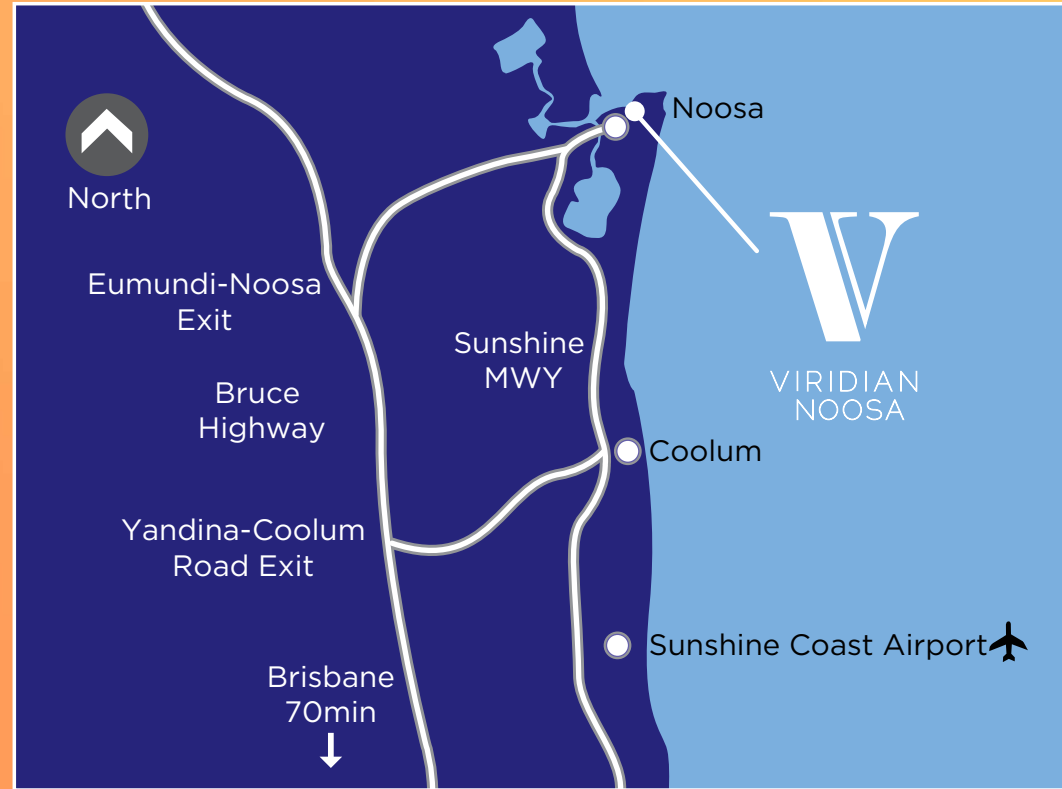 Noosa
North
V
VIRIDIAN
NOOSA
Eumundi-Noosa
Exit
Sunshine
MWY
Bruce
Highway
Coolum
Yandina-Coolum
Road Exit
Sunshine Coast Airport
Brisbane
70min